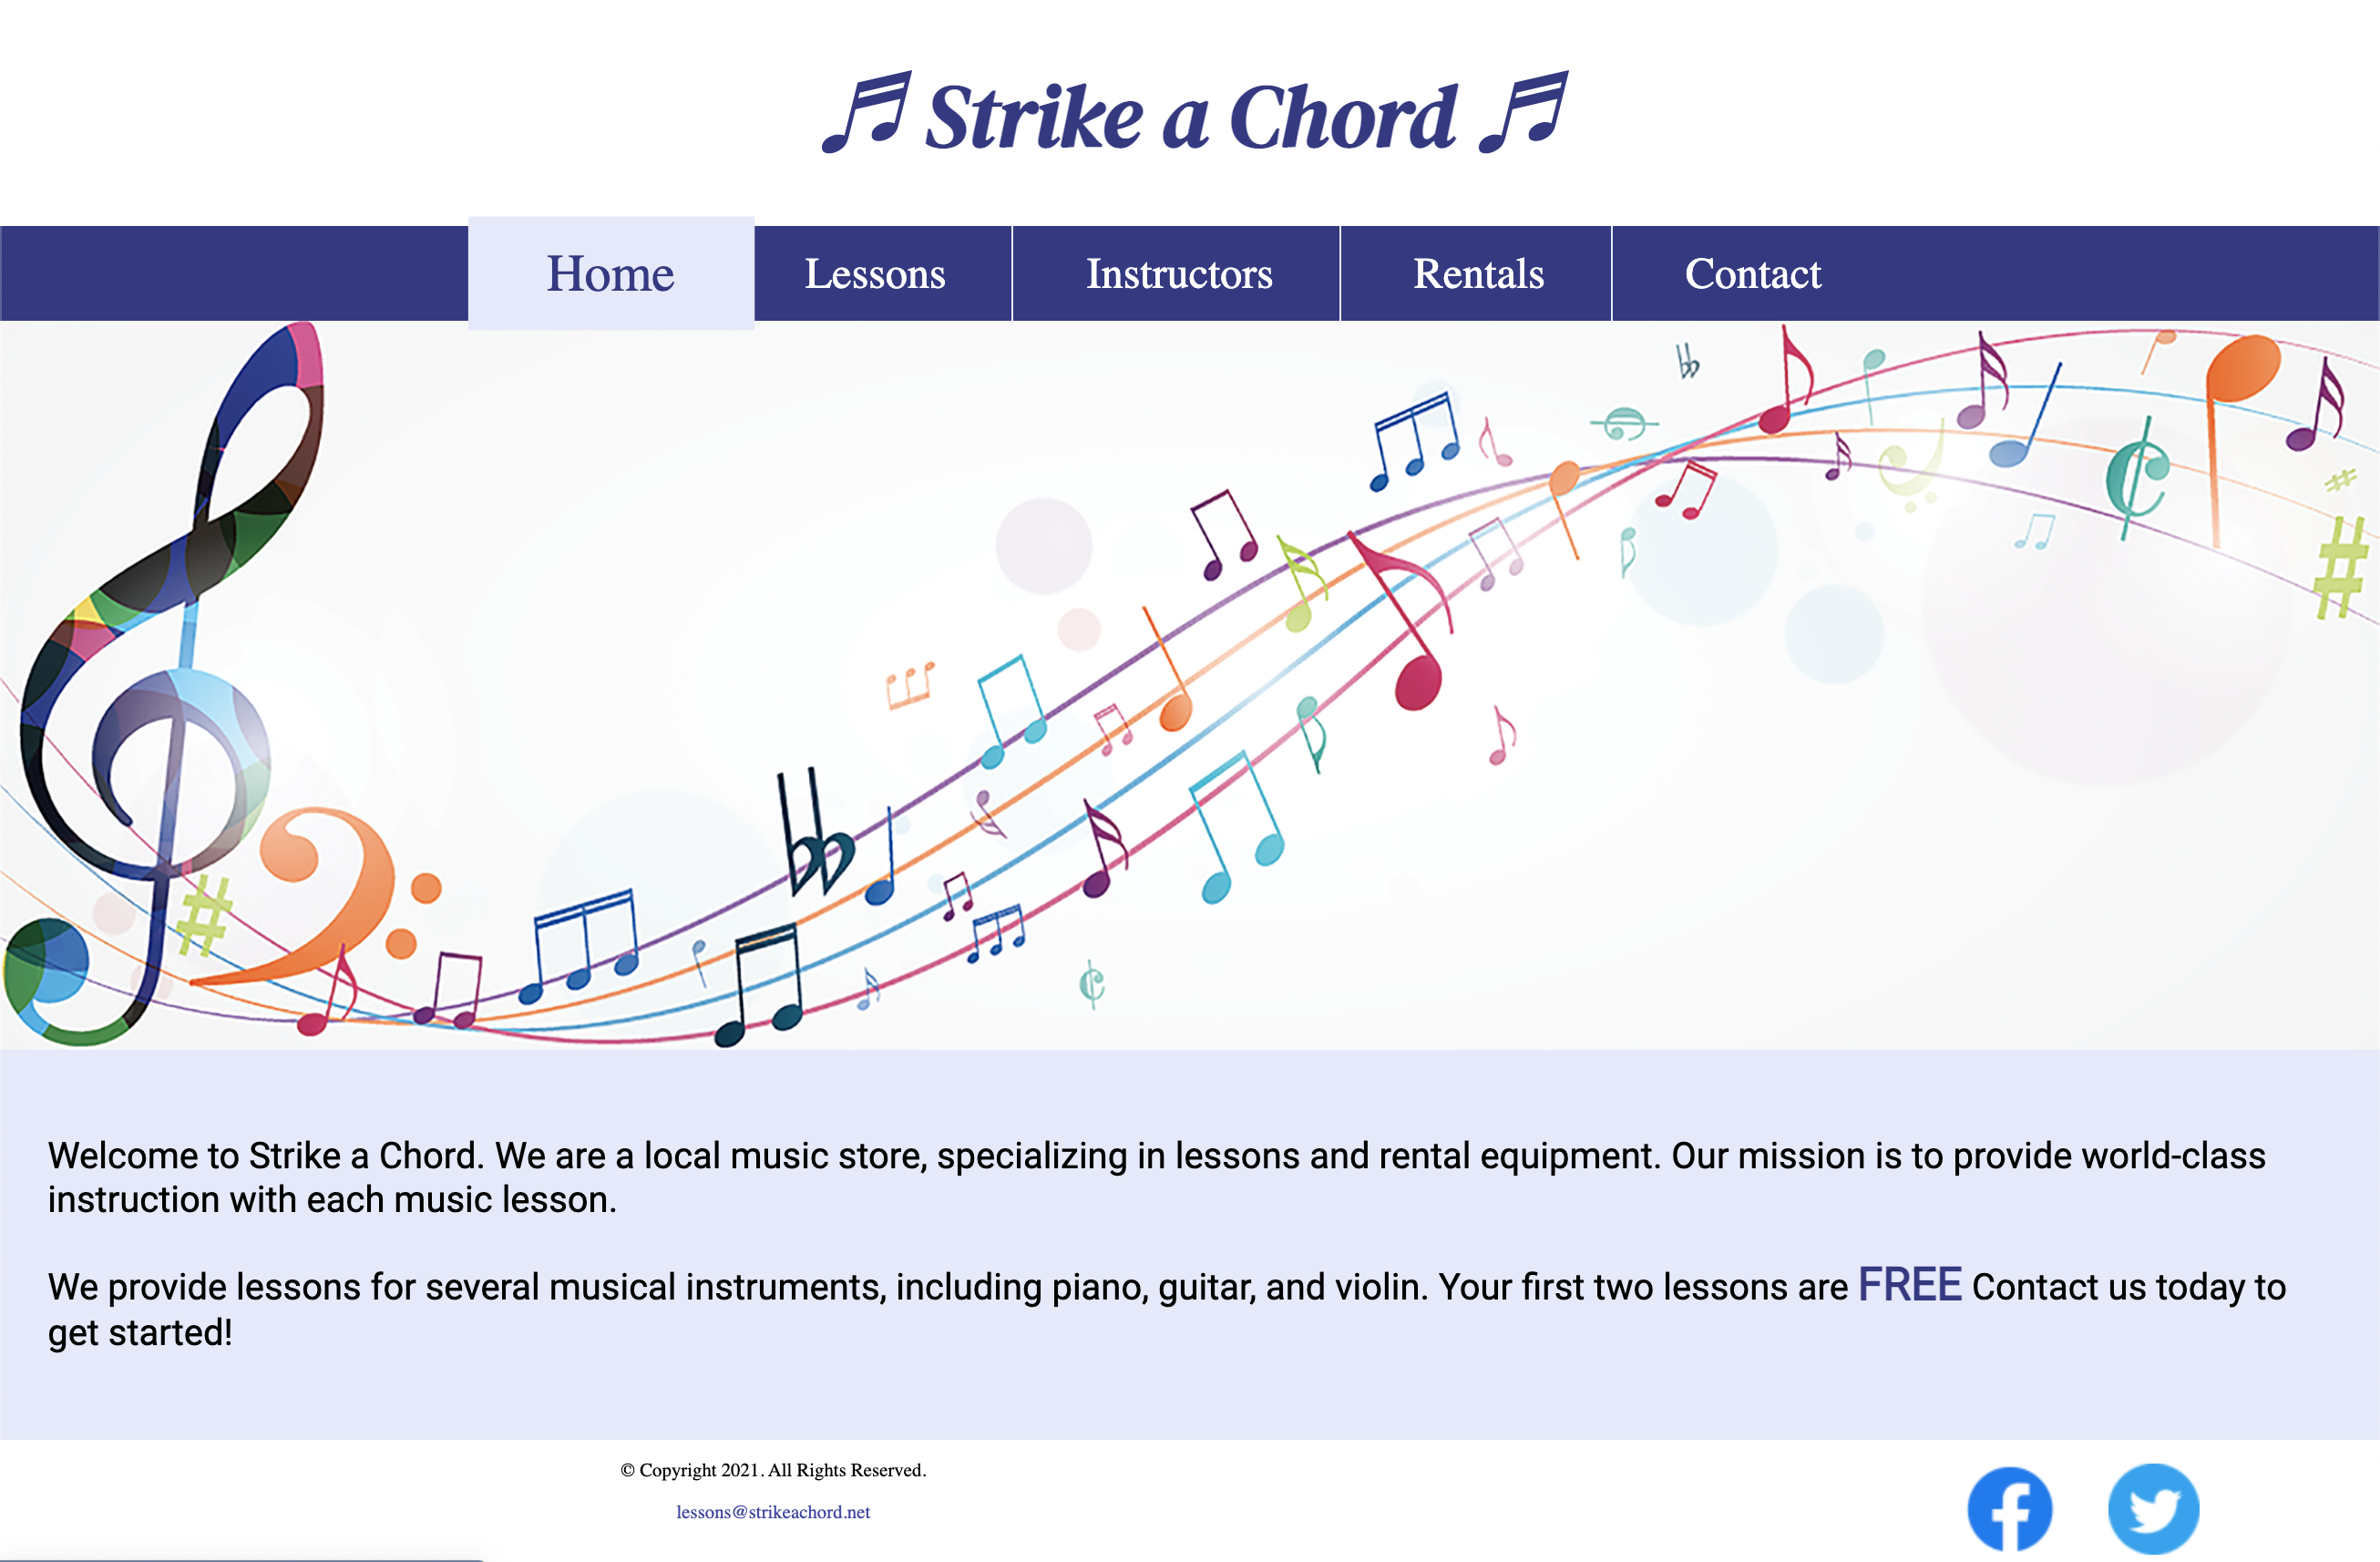 Strike a Chord
Home Lessons Instructors Rentals Contact
Welcome to Strike a Chord. We are a local music store, specializing in lessons and rental equipment. Our mission is to provide world-class
instruction with each music lesson.
We provide lessons for several musical instruments, including piano, guitar, and violin. Your first two lessons are FREE Contact us today to
get started!
© Copyright 2021. All Rights Reserved.
lessons@strikeachord.net